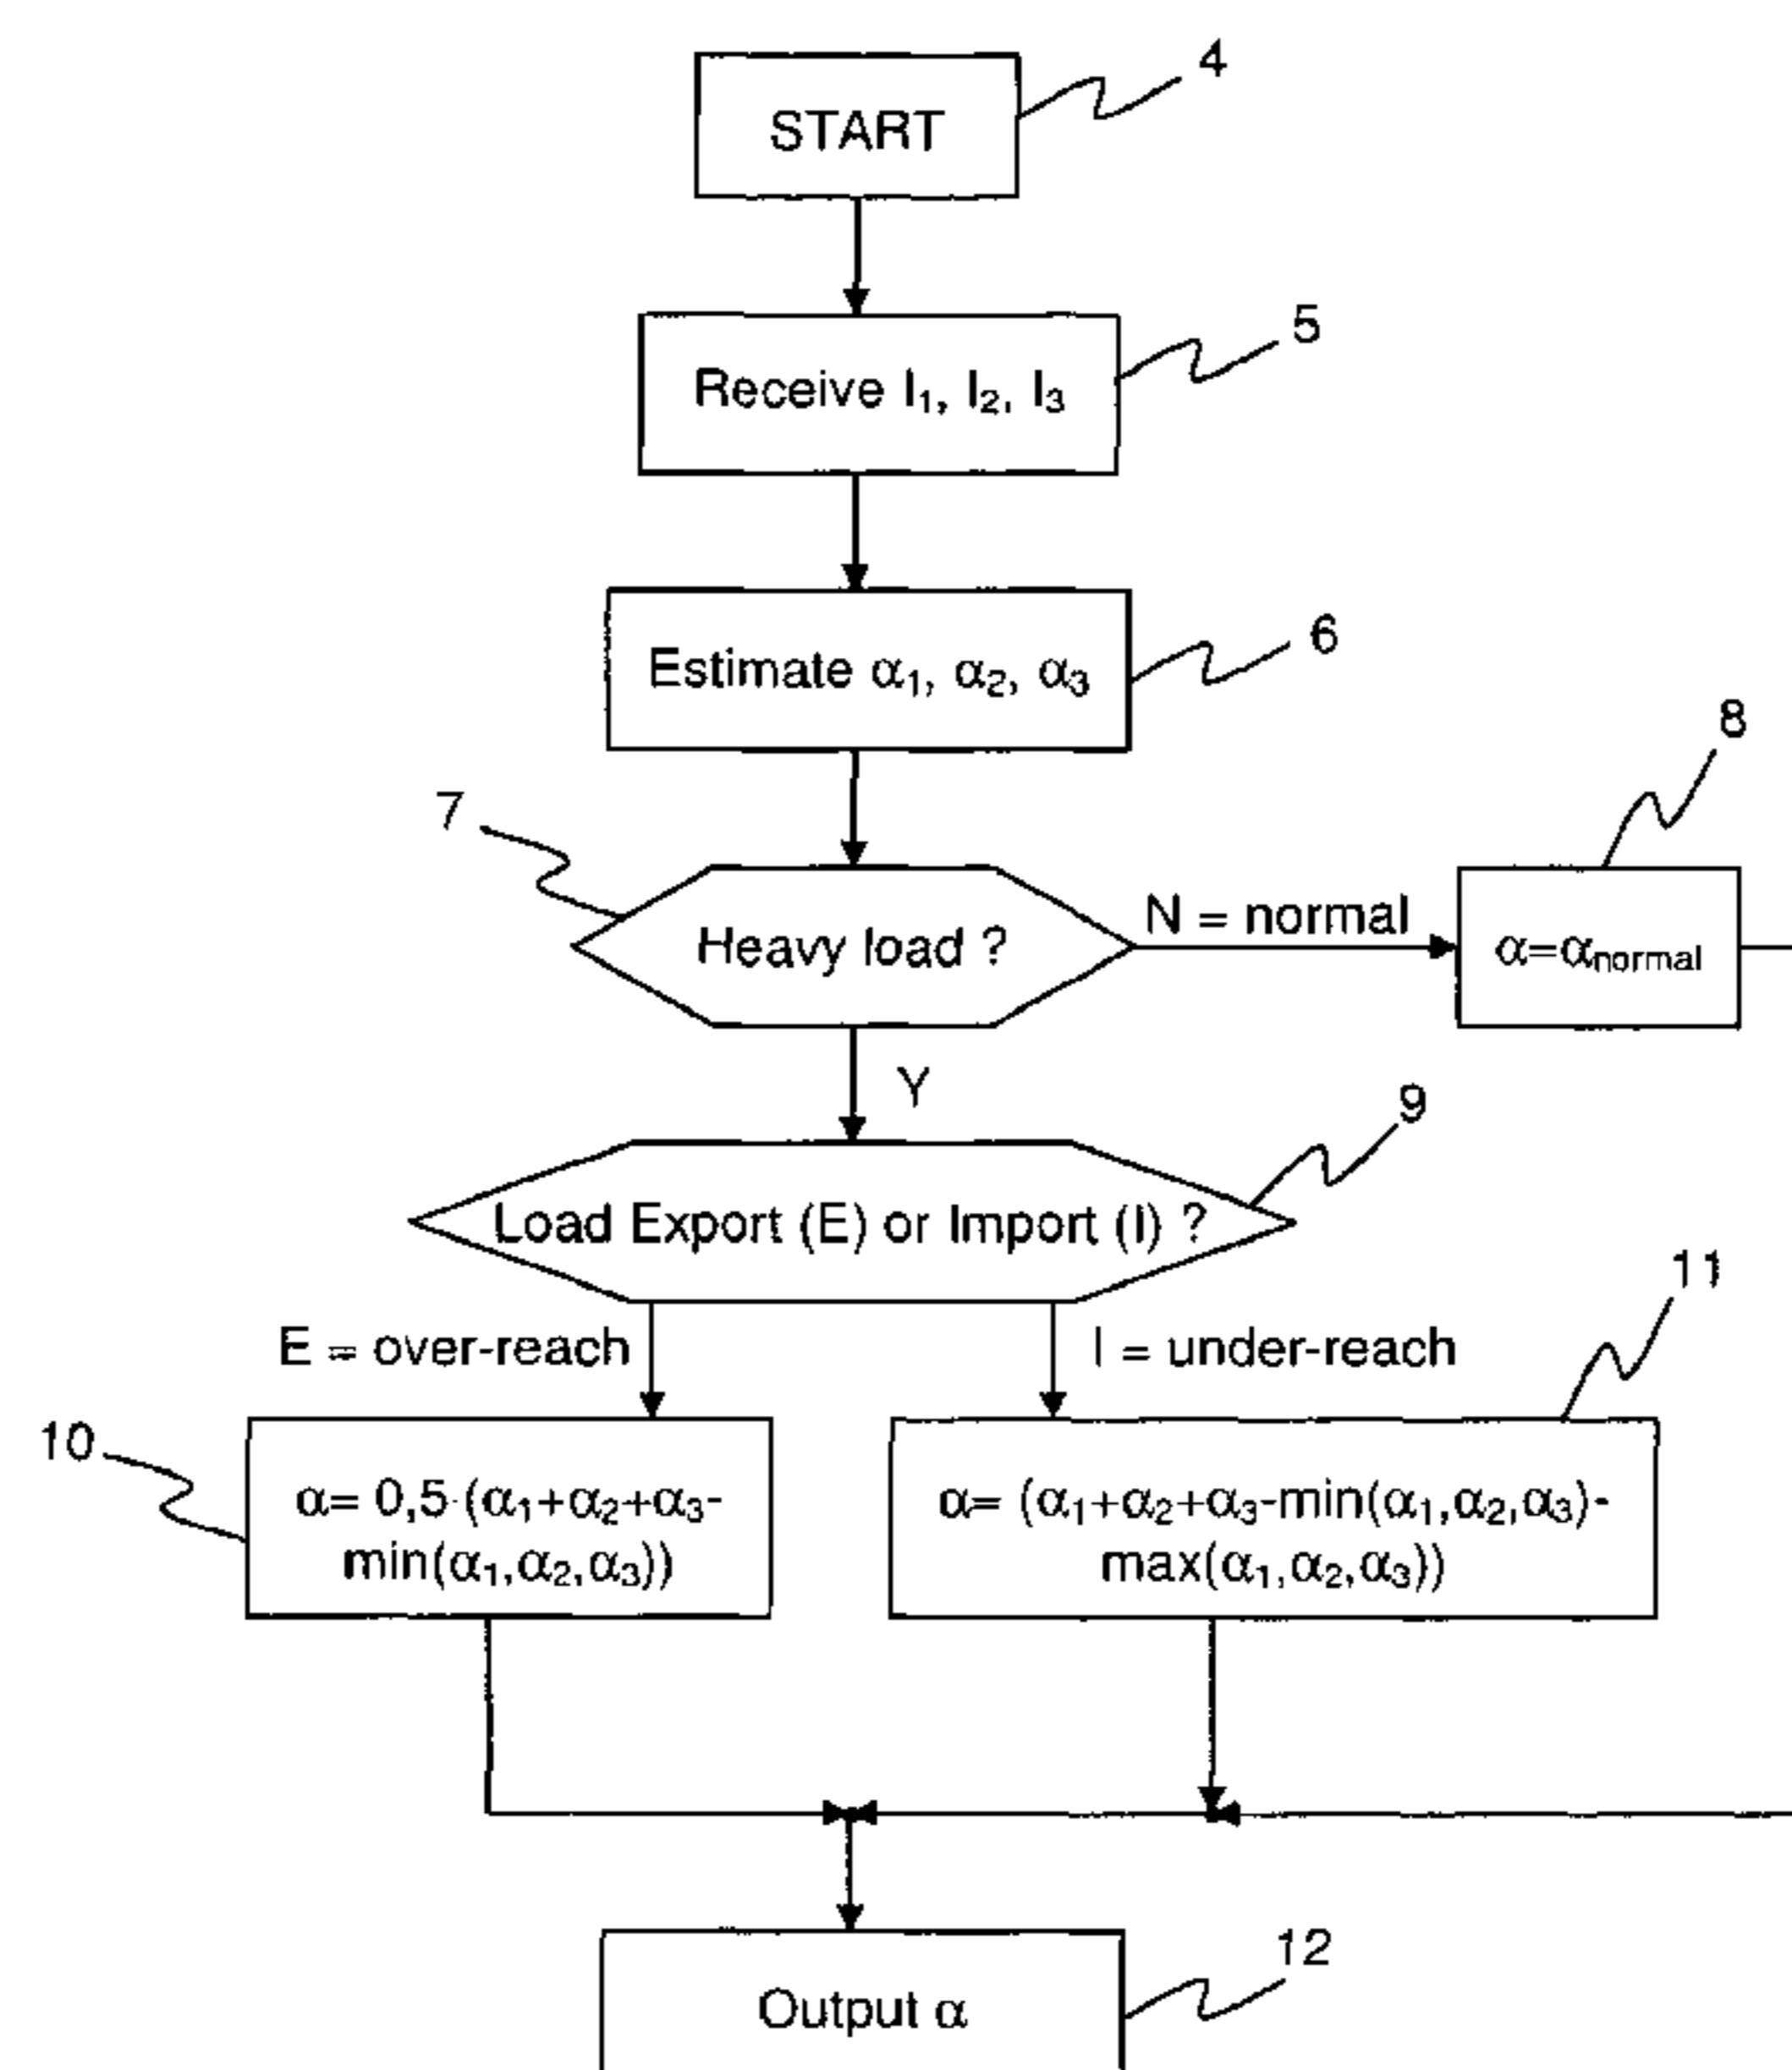 4
START
5
Receive I₁, I₂, I₃
6
Estimate α₁, α₂, α₃
7
8
Heavy load ?
N = normal
α=αnormal
Y
9
Load Export (E) or Import (I) ?
11
E = over-reach
I = under-reach
10
α= 0,5·(α₁+α₂+α₃-
min(α₁,α₂,α₃))
α= (α₁+α₂+α₃-min(α₁,α₂,α₃)-
max(α₁,α₂,α₃))
12
Output α